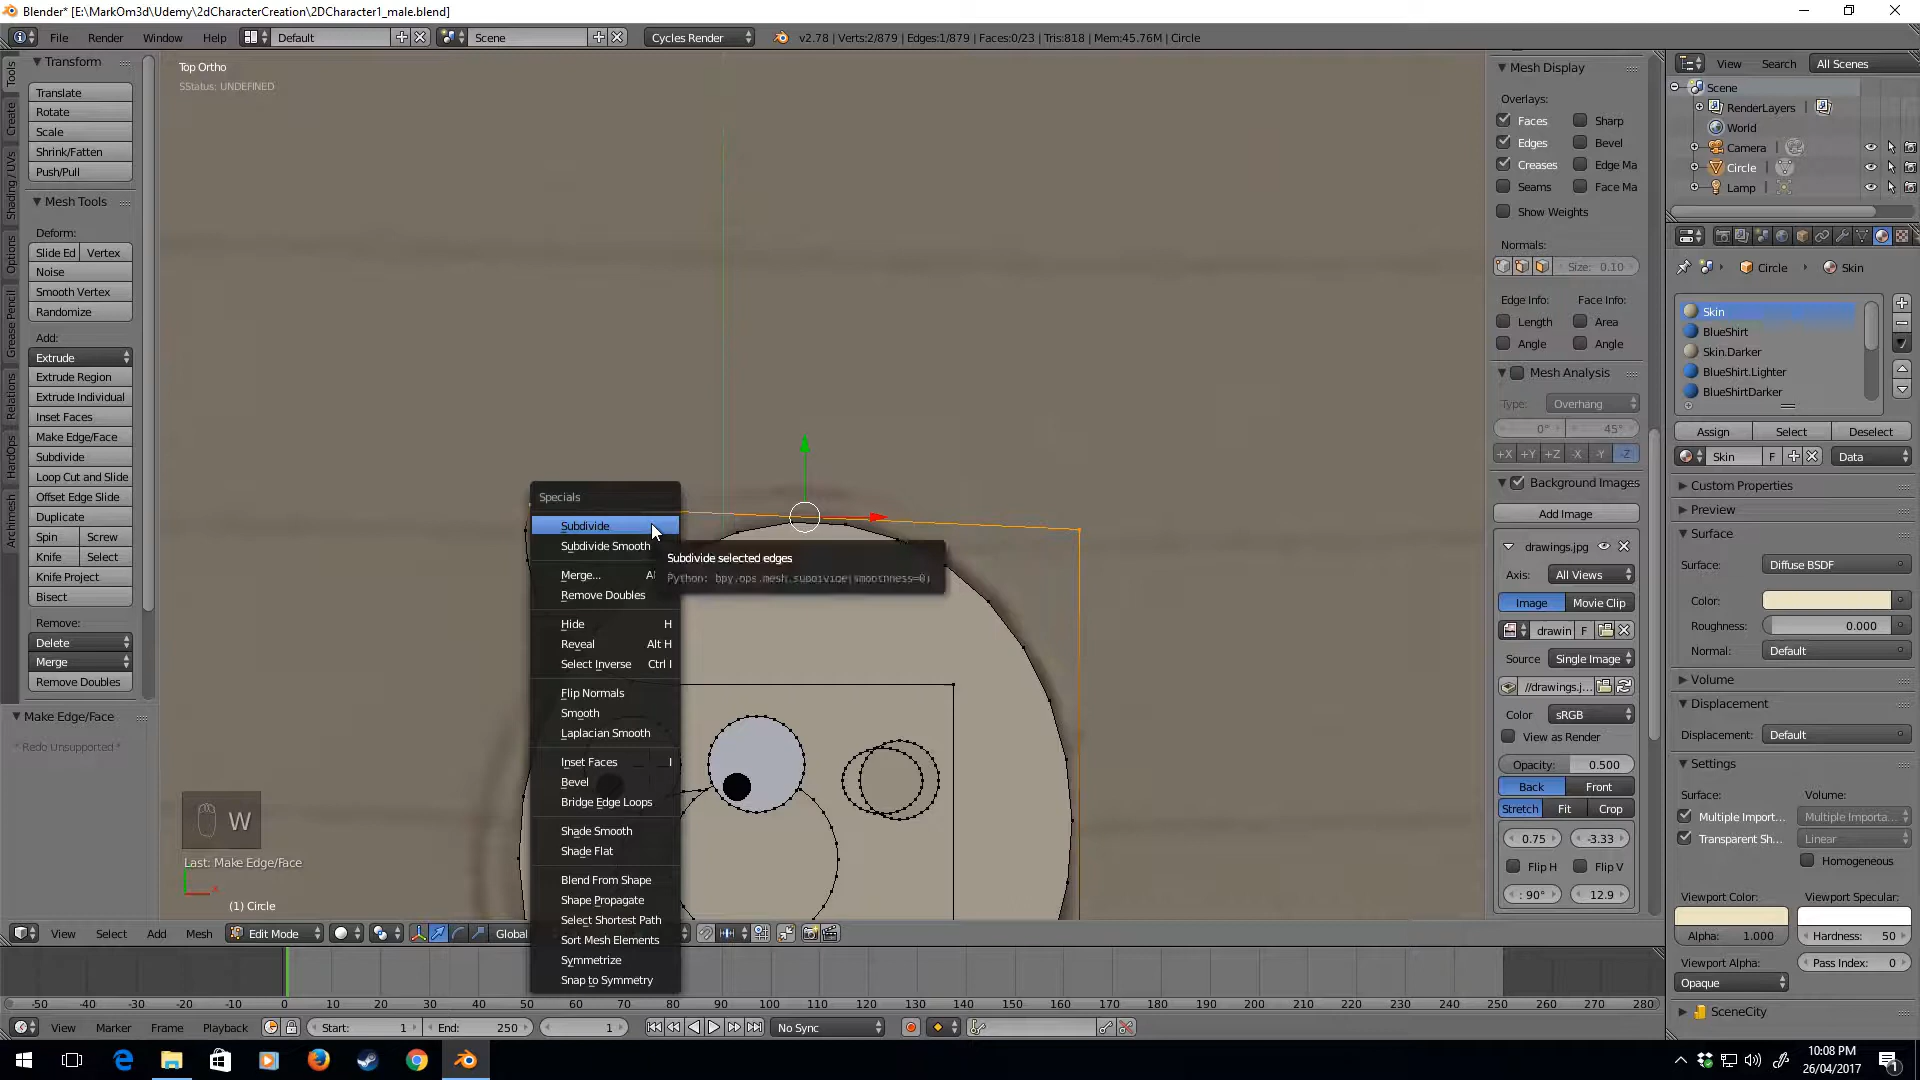 Blender* [E:\MarkOm3d\Udemy\2dCharacterCreation\2DCharacter1_male.blend]
File Render Window Help Default Scene Cycles Render v2.78 | Verts:2/879 | Edges:1/879 | Faces:0/23 | Tris:818 | Mem:45.76M | Circle
Tools
Create
Shading / UVs
Options
Grease Pencil
Relations
HardOps
Archimesh
Transform
Translate
Rotate
Scale
Shrink/Fatten
Push/Pull
Mesh Tools
Deform:
Slide Ed Vertex
Noise
Smooth Vertex
Randomize
Add:
Extrude
Extrude Region
Extrude Individual
Inset Faces
Make Edge/Face
Subdivide
Loop Cut and Slide
Offset Edge Slide
Duplicate
Spin Screw
Knife Select
Knife Project
Bisect
Remove:
Delete
Merge
Remove Doubles
Make Edge/Face
* Redo Unsupported *
Top Ortho
SStatus: UNDEFINED
Specials
Subdivide
Subdivide Smooth
Merge... Al
Remove Doubles
Hide H
Reveal Alt H
Select Inverse Ctrl I
Flip Normals
Smooth
Laplacian Smooth
Inset Faces I
Bevel
Bridge Edge Loops
Shade Smooth
Shade Flat
Blend From Shape
Shape Propagate
Select Shortest Path
Sort Mesh Elements
Symmetrize
Snap to Symmetry
Subdivide selected edges
Python: bpy.ops.mesh.subdivide(smoothness=0)
W
Last: Make Edge/Face
x
(1) Circle
View Select Add Mesh Edit Mode Global
Mesh Display
Overlays:
Faces Sharp
Edges Bevel
Creases Edge Ma
Seams Face Ma
Show Weights
Normals:
Size: 0.10
Edge Info: Face Info:
Length Area
Angle Angle
Mesh Analysis
Type: Overhang
0° 45°
+X +Y +Z -X -Y -Z
Background Images
Add Image
drawings.jpg
Axis: All Views
Image Movie Clip
drawin F
Source Single Image
//drawings.j...
Color sRGB
View as Render
Opacity: 0.500
Back Front
Stretch Fit Crop
0.75 -3.33
Flip H Flip V
: 90° 12.9
View Search All Scenes
Scene
RenderLayers
World
Camera
Circle
Lamp
Circle Skin
Skin
BlueShirt
Skin.Darker
BlueShirt.Lighter
BlueShirtDarker
Assign Select Deselect
Skin F Data
Custom Properties
Preview
Surface
Surface: Diffuse BSDF
Color:
Roughness: 0.000
Normal: Default
Volume
Displacement
Displacement: Default
Settings
Surface: Volume:
Multiple Import... Multiple Importa...
Transparent Sh... Linear
Homogeneous
Viewport Color: Viewport Specular:
Alpha: 1.000 Hardness: 50
Viewport Alpha: Pass Index: 0
Opaque
SceneCity
-50 -40 -30 -20 -10 0 10 20 30 40 50 60 70 80 90 100 110 120 130 140 150 160 170 180 190 200 210 220 230 240 250 260 270 280
View Marker Frame Playback Start: 1 End: 250 1 No Sync
10:08 PM
26/04/2017
1